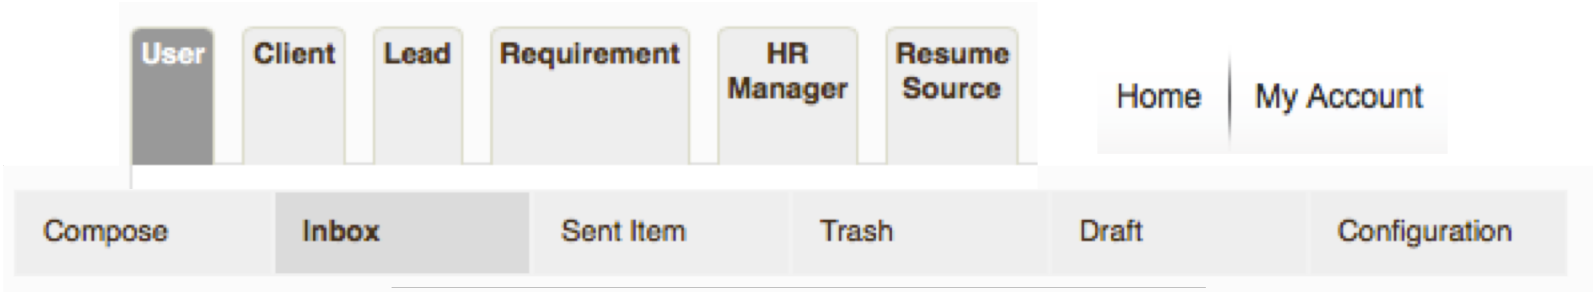 User Client Lead Requirement HR Manager Resume Source
Home My Account
Compose Inbox Sent Item Trash Draft Configuration